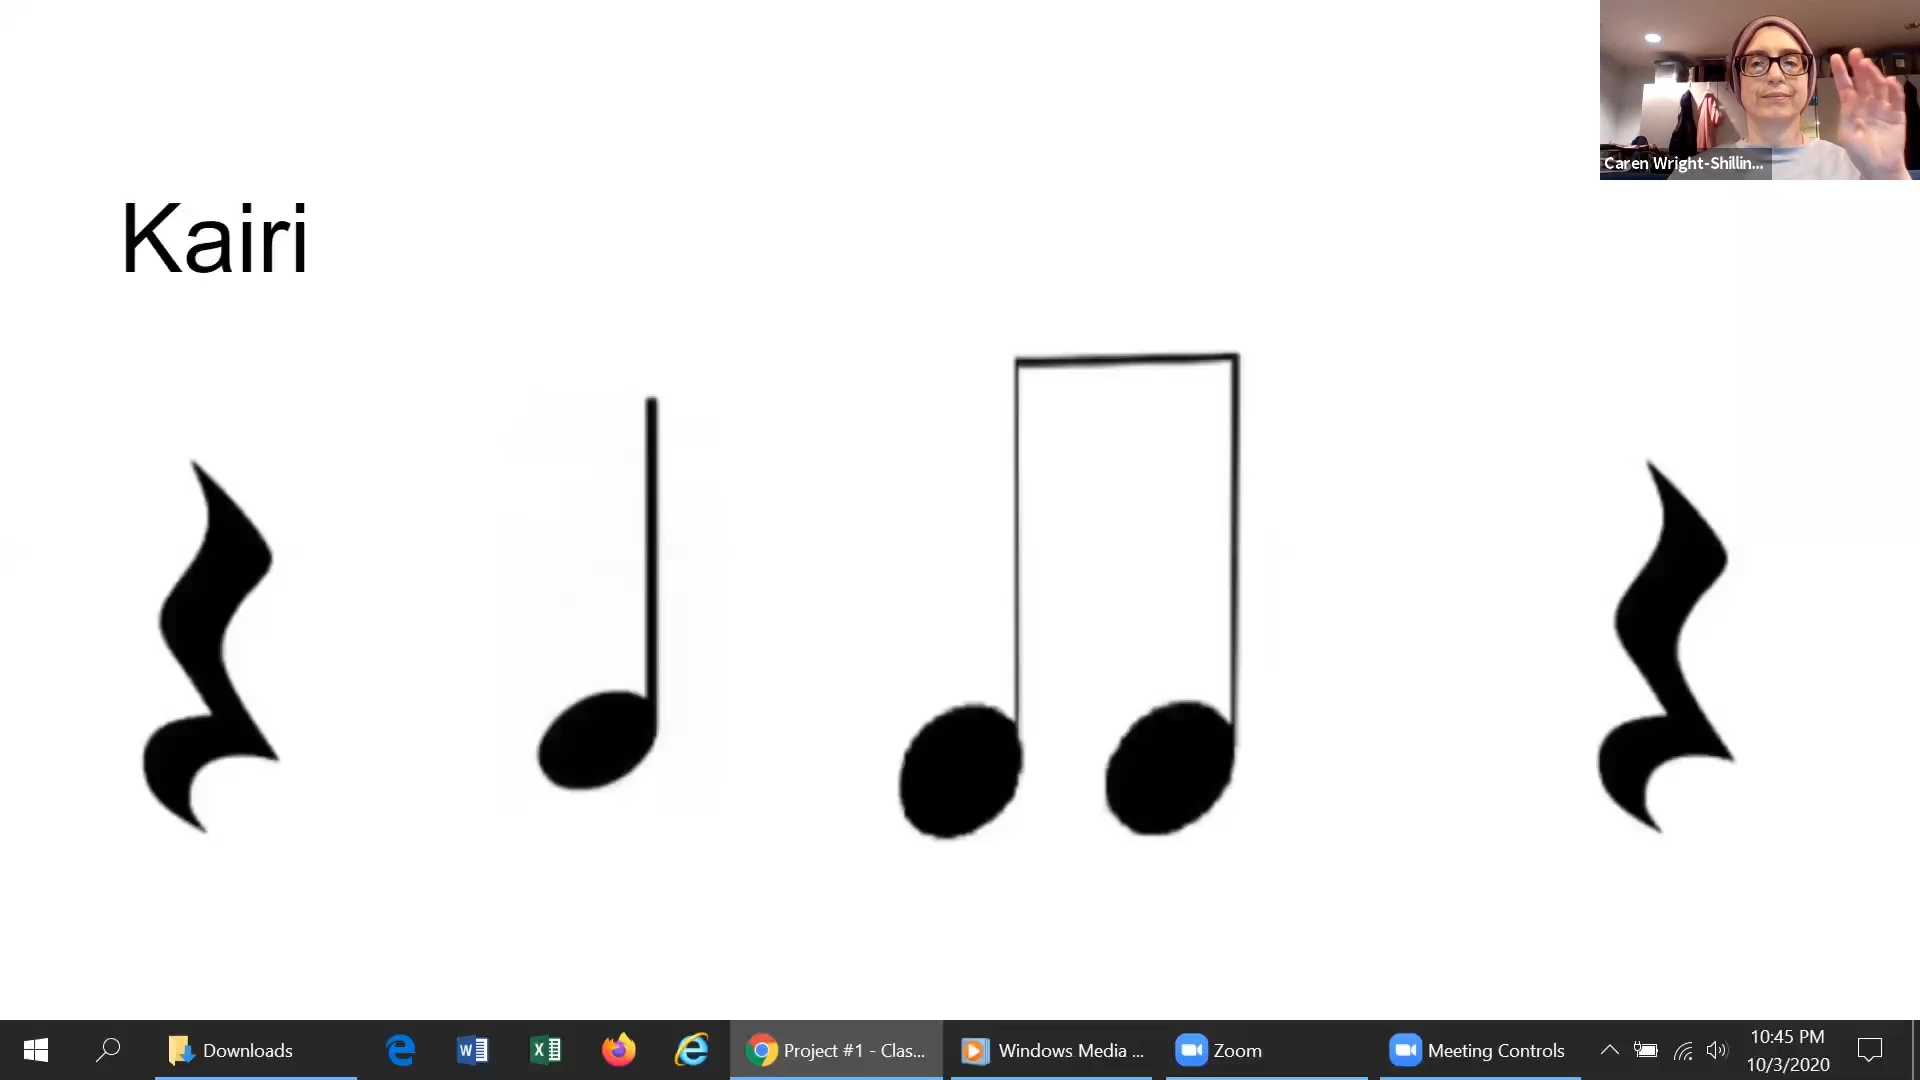 Caren Wright-Shillin...
Kairi
Downloads
Project #1 - Clas...
Windows Media ...
Zoom
Meeting Controls
10:45 PM
10/3/2020